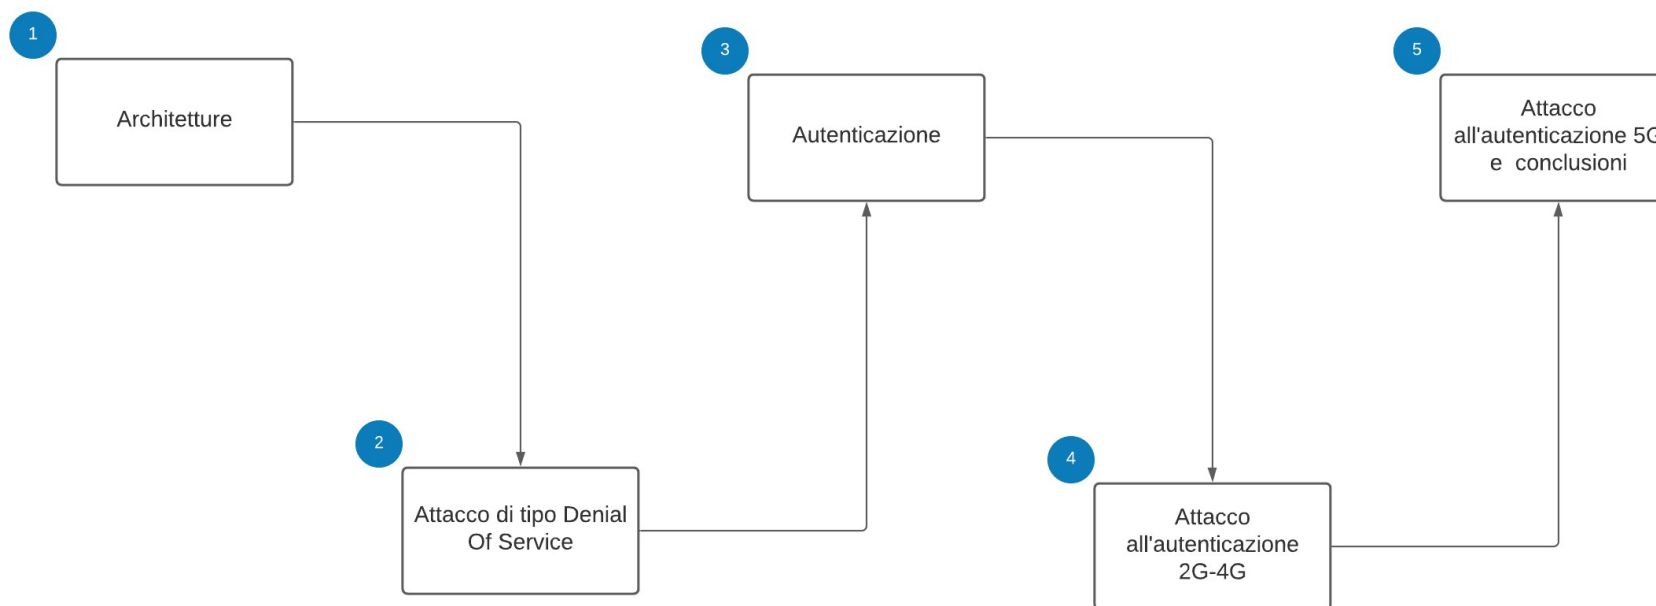 1
Architetture
2
Attacco di tipo Denial
Of Service
3
Autenticazione
4
Attacco
all'autenticazione
2G-4G
5
Attacco
all'autenticazione 5G
e conclusioni